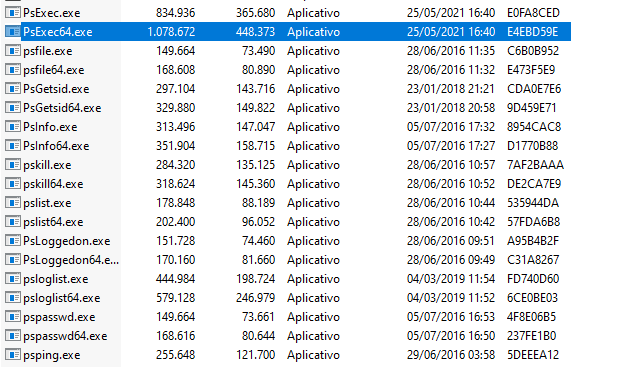 PsExec.exe 834.936 365.680 Aplicativo 25/05/2021 16:40 E0FA8CED
PsExec64.exe 1.078.672 448.373 Aplicativo 25/05/2021 16:40 E4EBD59E
psfile.exe 149.664 73.490 Aplicativo 28/06/2016 11:35 C6B0B952
psfile64.exe 168.608 80.890 Aplicativo 28/06/2016 11:32 E473F5E9
PsGetsid.exe 297.104 143.716 Aplicativo 23/01/2018 21:21 CDA0E7E6
PsGetsid64.exe 329.880 149.822 Aplicativo 23/01/2018 20:58 9D459E71
PsInfo.exe 313.496 147.047 Aplicativo 05/07/2016 17:32 8954CAC8
PsInfo64.exe 351.904 158.715 Aplicativo 05/07/2016 17:27 D1770B88
pskill.exe 284.320 135.125 Aplicativo 28/06/2016 10:57 7AF2BAAA
pskill64.exe 318.624 145.360 Aplicativo 28/06/2016 10:52 DE2CA7E9
pslist.exe 178.848 88.189 Aplicativo 28/06/2016 10:44 535944DA
pslist64.exe 202.400 96.052 Aplicativo 28/06/2016 10:42 57FDA6B8
PsLoggedon.exe 151.728 74.460 Aplicativo 28/06/2016 09:51 A95B4B2F
PsLoggedon64.e... 170.160 81.660 Aplicativo 28/06/2016 09:49 C31A8267
psloglist.exe 444.984 198.724 Aplicativo 04/03/2019 11:54 FD740D60
psloglist64.exe 579.128 246.979 Aplicativo 04/03/2019 11:52 6CE0BE03
pspasswd.exe 149.664 73.661 Aplicativo 05/07/2016 16:53 4F8E06B5
pspasswd64.exe 168.616 80.644 Aplicativo 05/07/2016 16:50 237FE1B0
psping.exe 255.648 121.700 Aplicativo 29/06/2016 03:58 5DEEEA12